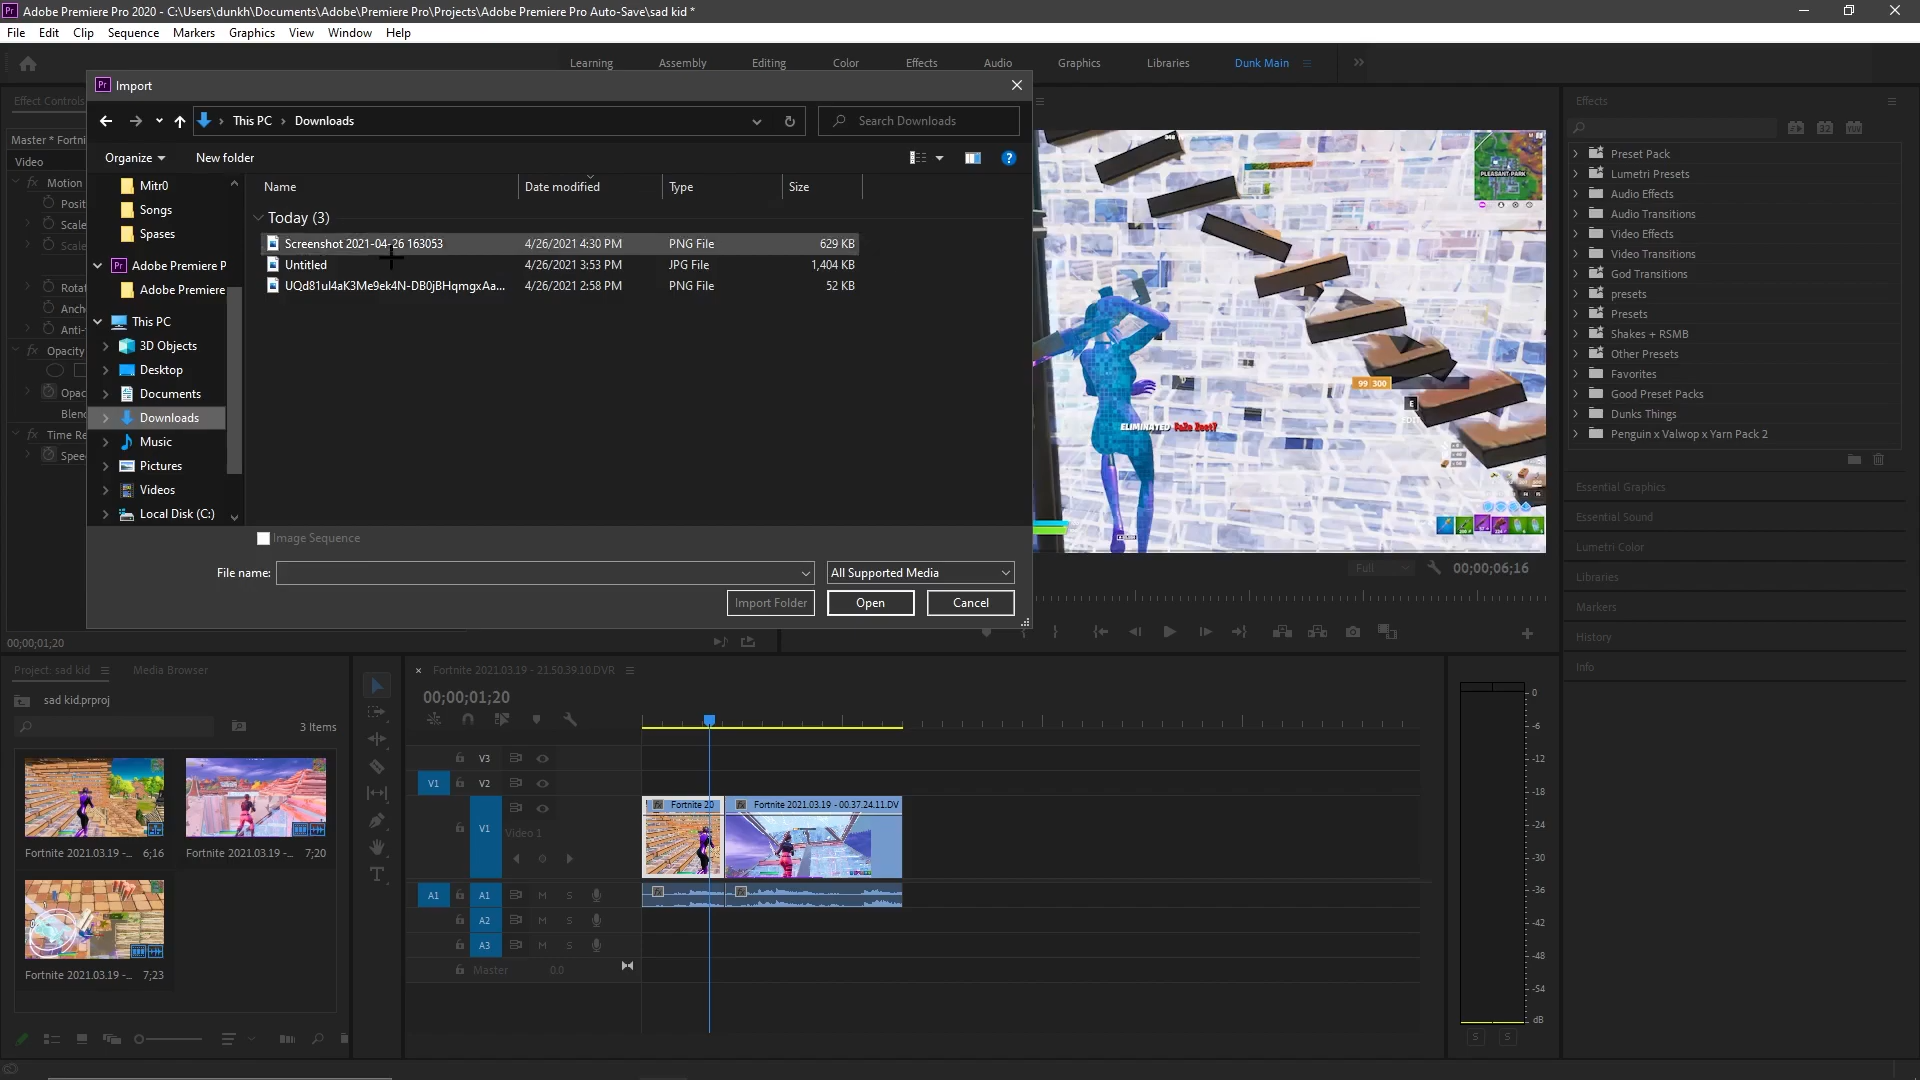 Adobe Premiere Pro 2020 - C:\Users\dunkh\Documents\Adobe\Premiere Pro\Projects\Adobe Premiere Pro Auto-Save\sad kid *
File Edit Clip Sequence Markers Graphics View Window Help
Learning Assembly Editing Color Effects Audio Graphics Libraries Dunk Main
Import
This PC > Downloads
Search Downloads
Organize New folder
Name Date modified Type Size
Today (3)
Screenshot 2021-04-26 163053 4/26/2021 4:30 PM PNG File 629 KB
Untitled 4/26/2021 3:53 PM JPG File 1,404 KB
UQd81ul4aK3Me9ek4N-DB0jBHqmgxAa... 4/26/2021 2:58 PM PNG File 52 KB
Mitr0
Songs
Spases
Adobe Premiere P
Adobe Premiere
This PC
3D Objects
Desktop
Documents
Downloads
Music
Pictures
Videos
Local Disk (C:)
Image Sequence
File name:
All Supported Media
Import Folder Open Cancel
Effect Controls
Master * Fortni
Video
fx Motion
Posit
Scale
Scale
Rotat
Anch
Anti-
fx Opacity
Opac
Blend
fx Time Re
Spee
00;00;01;20
PLEASANT PARK
99 300
E
EDIT
ELIMINATED FaZe Zest?
Full 00;00;06;16
Effects
Preset Pack
Lumetri Presets
Audio Effects
Audio Transitions
Video Effects
Video Transitions
God Transitions
presets
Presets
Shakes + RSMB
Other Presets
Favorites
Good Preset Packs
Dunks Things
Penguin x Valwop x Yarn Pack 2
Essential Graphics
Essential Sound
Lumetri Color
Libraries
Markers
History
Info
Project: sad kid Media Browser
sad kid.prproj
3 Items
Fortnite 2021.03.19 -... 6;16
Fortnite 2021.03.19 -... 7;20
Fortnite 2021.03.19 -... 7;23
× Fortnite 2021.03.19 - 21.50.39.10.DVR
00;00;01;20
V3
V1 V2
V1 Video 1
Fortnite 20
Fortnite 2021.03.19 - 00.37.24.11.DV
A1 A1 M S
A2 M S
A3 M S
Master 0.0
0
-6
-12
-18
-24
-30
-36
-42
-48
-54
dB
S S